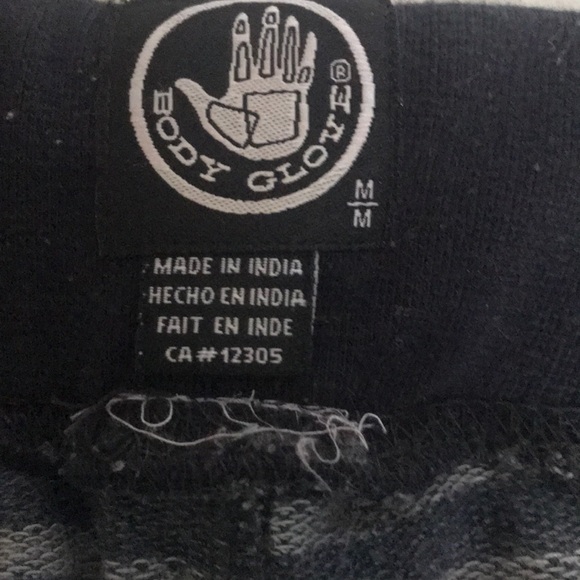 BODY GLOVE®
M
M
MADE IN INDIA
HECHO EN INDIA
FAIT EN INDE
CA#12305